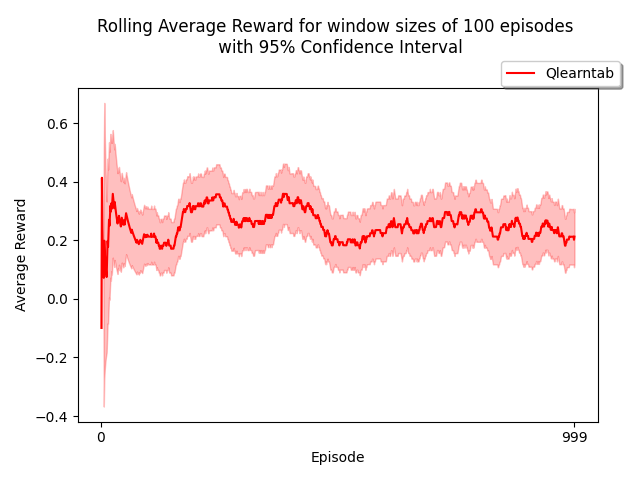 Rolling Average Reward for window sizes of 100 episodes
with 95% Confidence Interval
Qlearntab
0.6
0.4
0.2
0.0
−0.2
−0.4
Average Reward
0
999
Episode